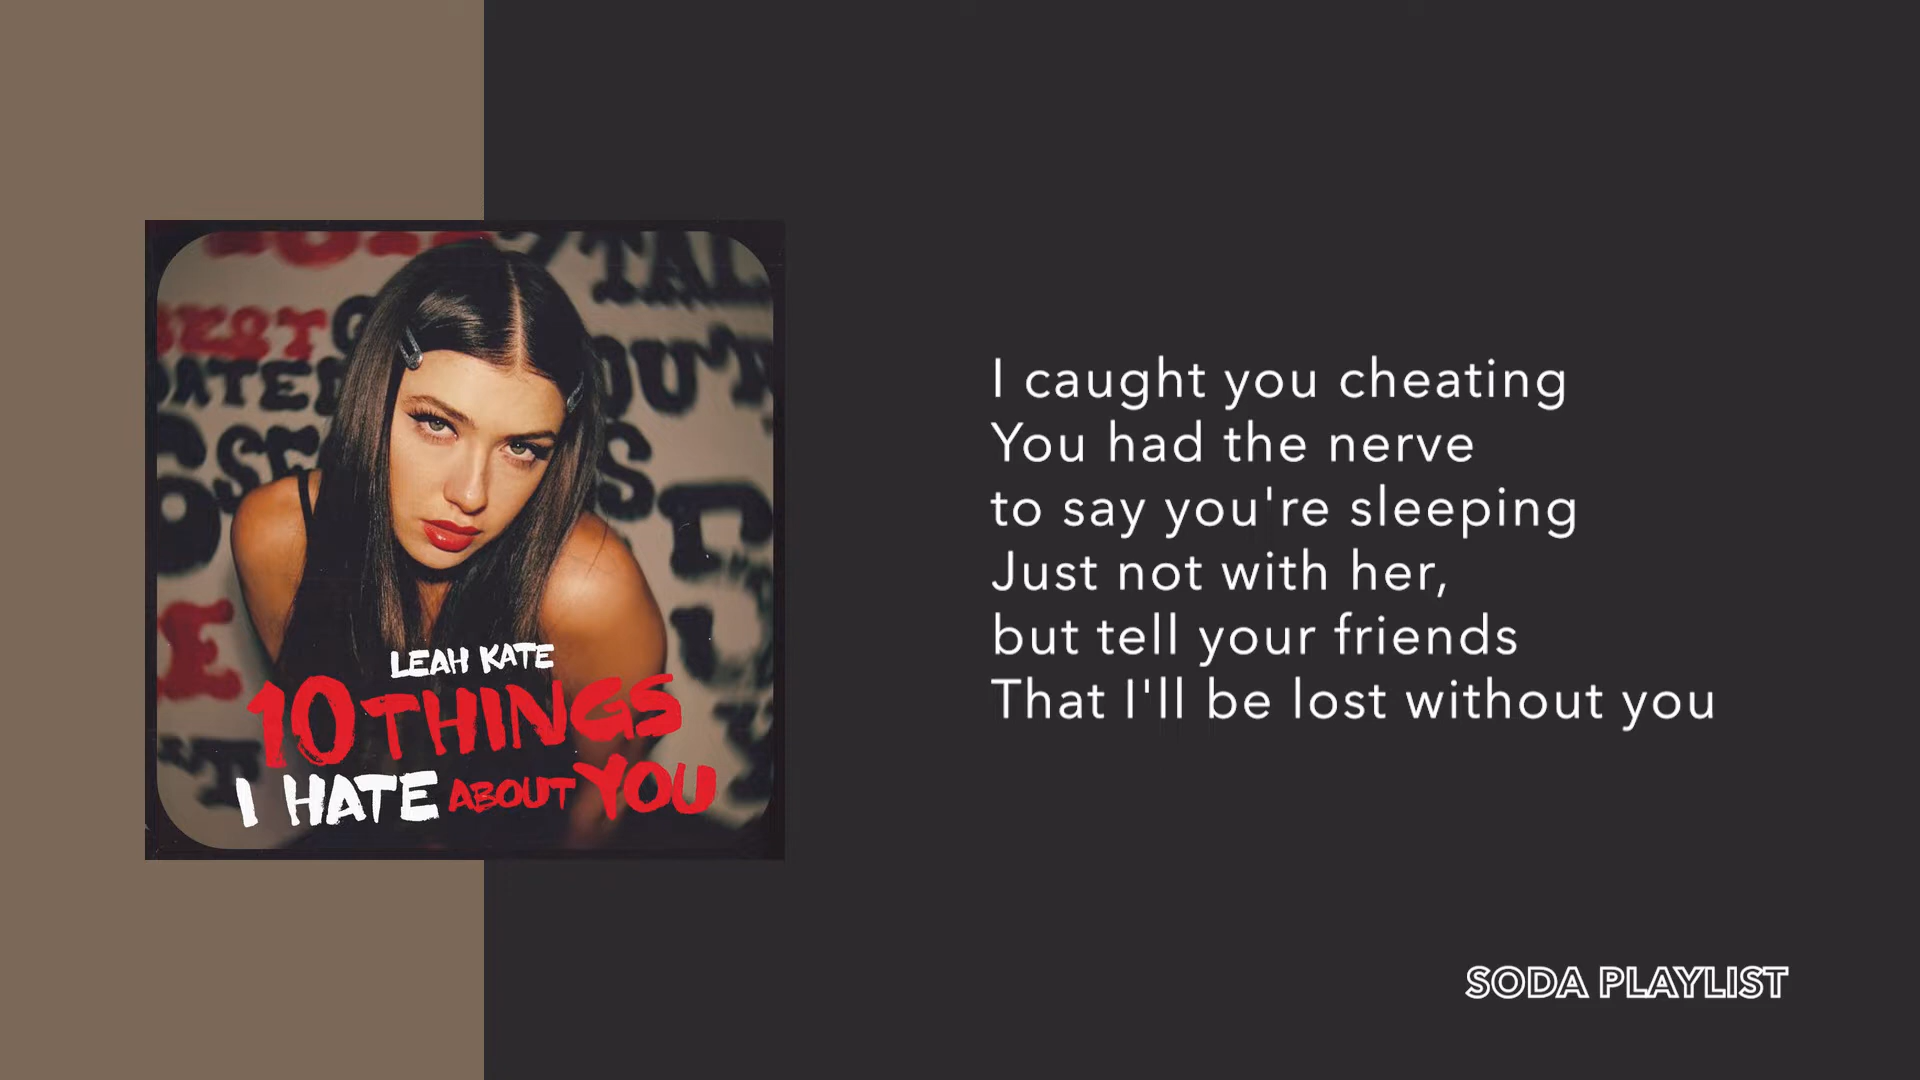 LEAH KATE
10 THINGS
I HATE ABOUT YOU
I caught you cheating
You had the nerve
to say you're sleeping
Just not with her,
but tell your friends
That I'll be lost without you
SODA PLAYLIST